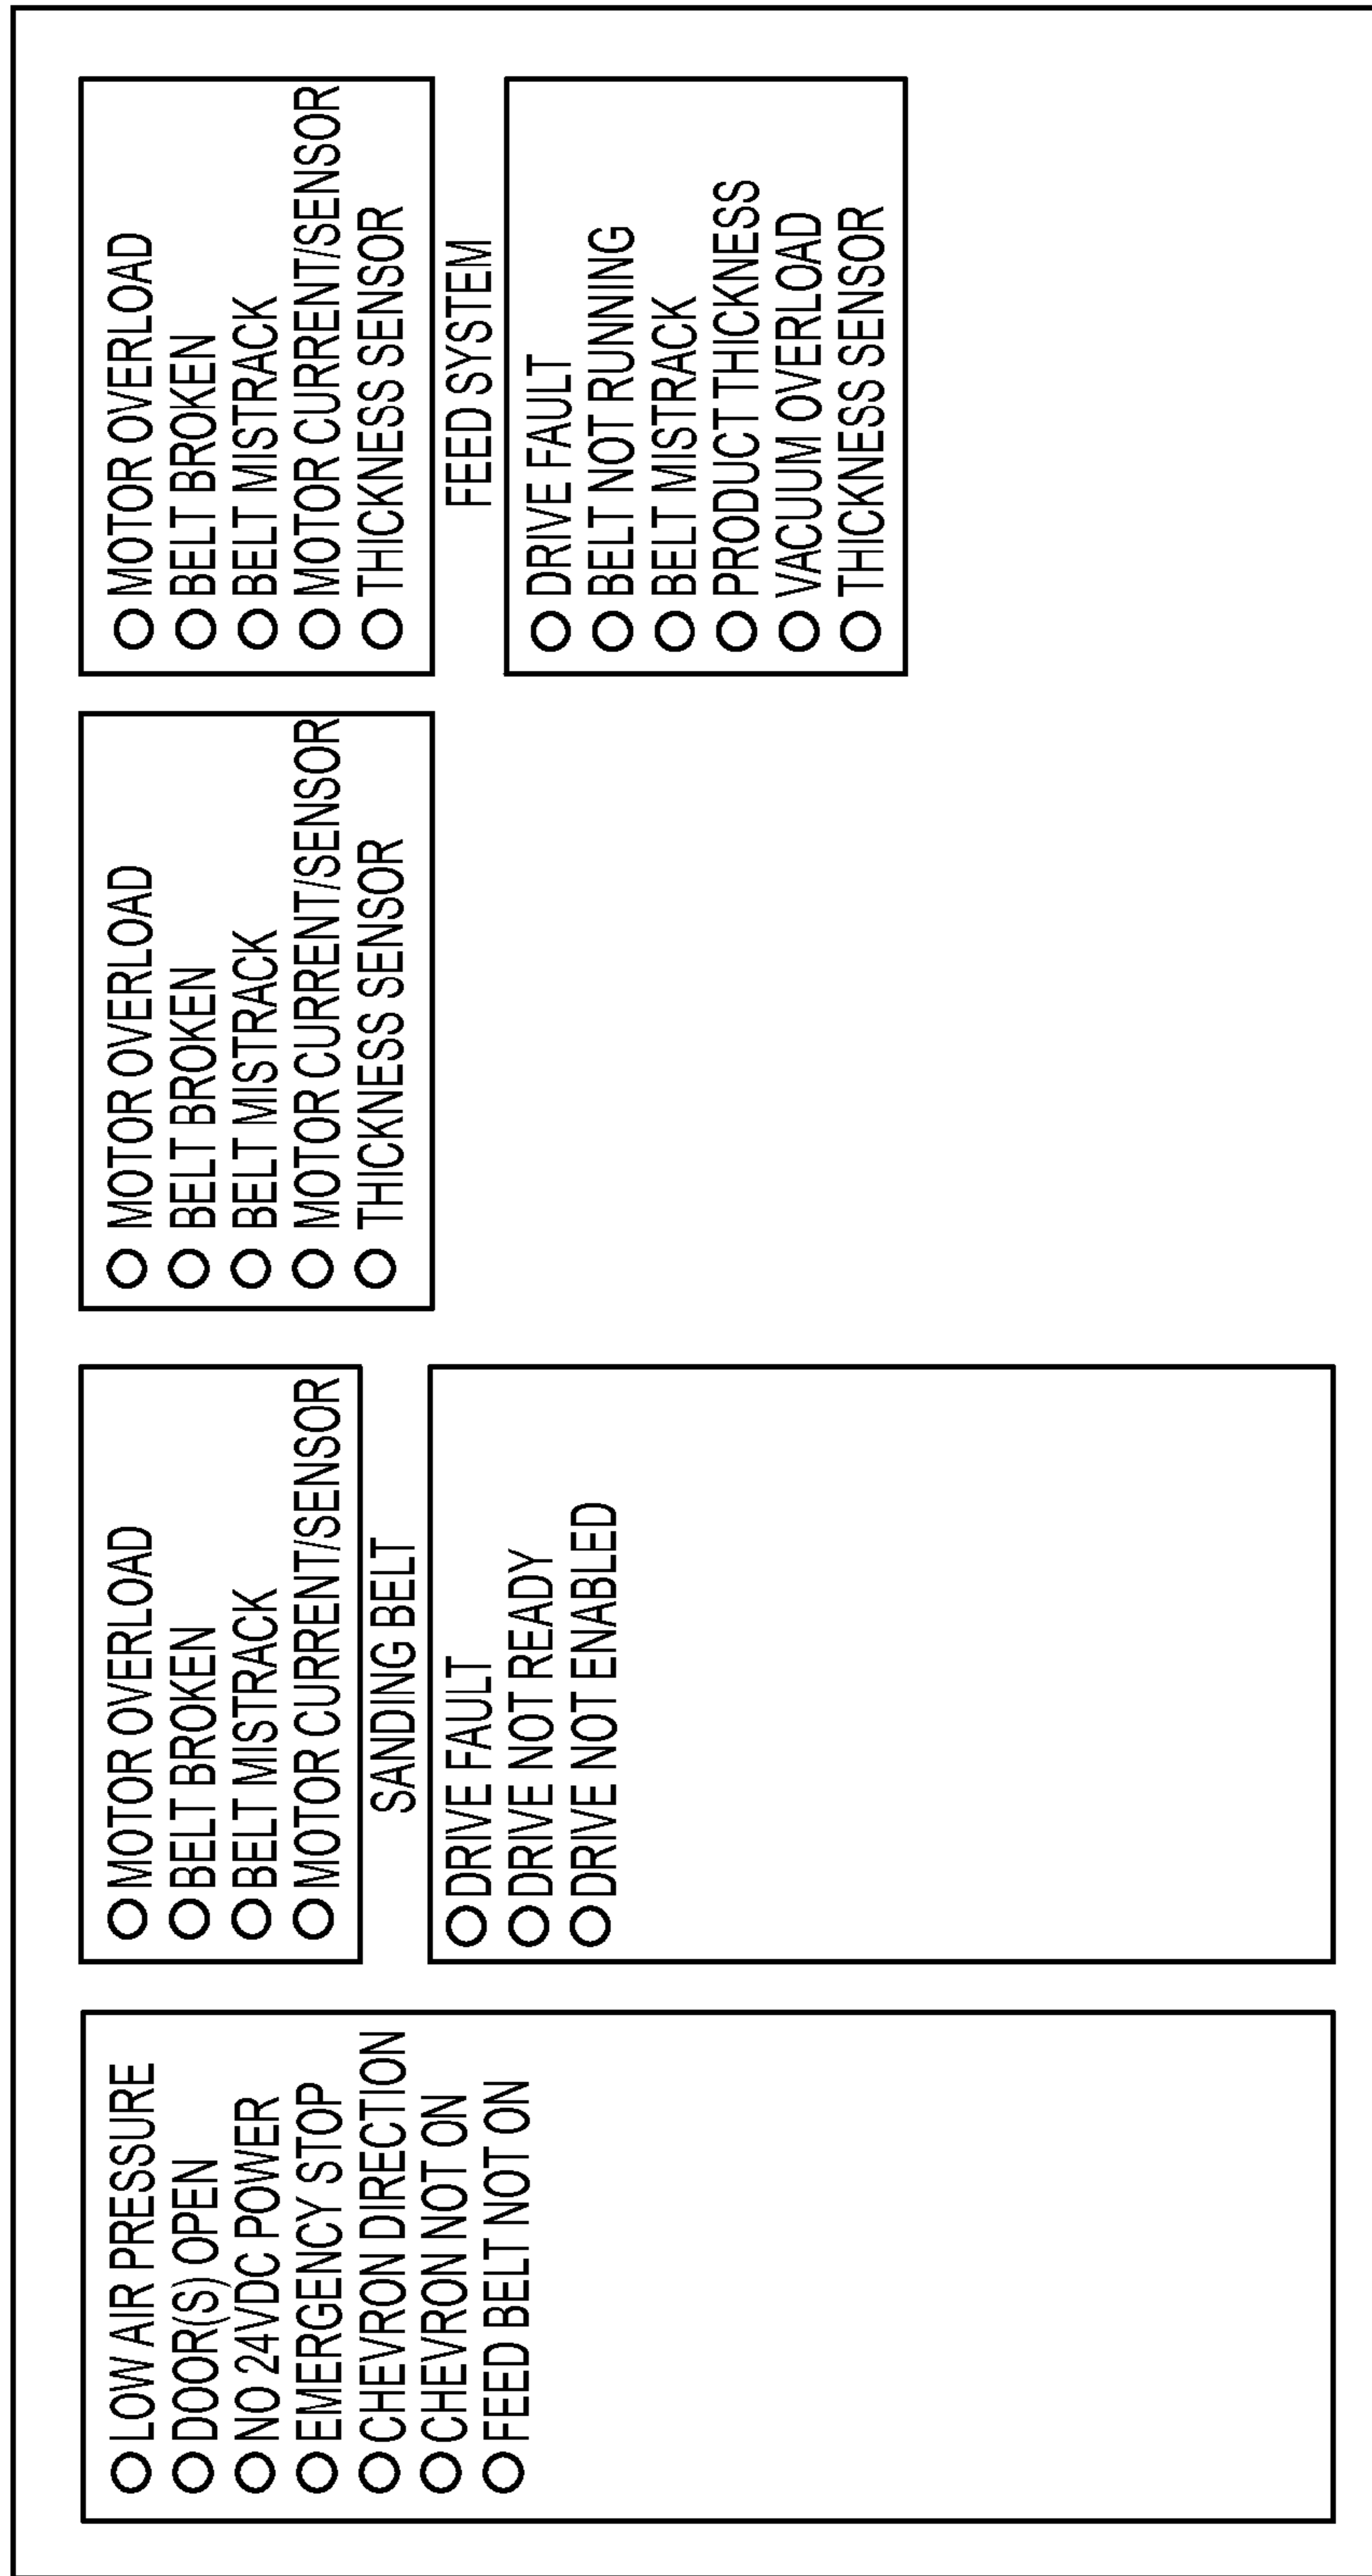 LOW AIR PRESSURE
DOOR(S) OPEN
NO 24VDC POWER
EMERGENCY STOP
CHEVRON DIRECTION
CHEVRON NOT ON
FEED BELT NOT ON
MOTOR OVERLOAD
BELT BROKEN
BELT MISTRACK
MOTOR CURRENT/SENSOR
SANDING BELT
DRIVE FAULT
DRIVE NOT READY
DRIVE NOT ENABLED
MOTOR OVERLOAD
BELT BROKEN
BELT MISTRACK
MOTOR CURRENT/SENSOR
THICKNESS SENSOR
MOTOR OVERLOAD
BELT BROKEN
BELT MISTRACK
MOTOR CURRENT/SENSOR
THICKNESS SENSOR
FEED SYSTEM
DRIVE FAULT
BELT NOT RUNNING
BELT MISTRACK
PRODUCT THICKNESS
VACUUM OVERLOAD
THICKNESS SENSOR